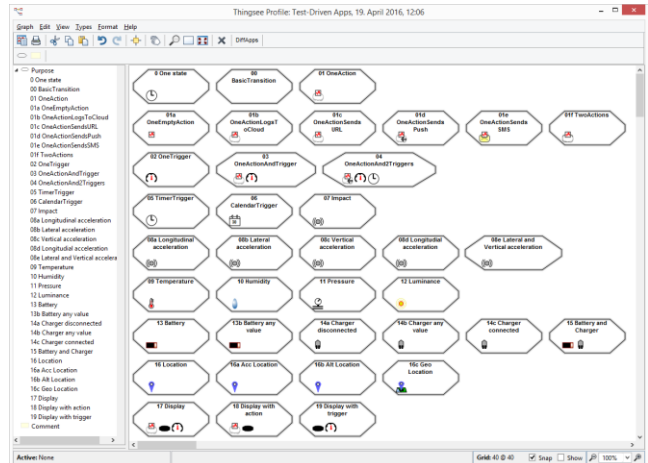 Thingsee Profile: Test-Driven Apps, 19. April 2016, 12:06
Graph Edit View Types Format Help
DiffApps
Purpose
0 One state
00 BasicTransition
01 OneAction
01a OneEmptyAction
01b OneActionLogsToCloud
01c OneActionSendsURL
01d OneActionSendsPush
01e OneActionSendsSMS
01f TwoActions
02 OneTrigger
03 OneActionAndTrigger
04 OneActionAnd2Triggers
05 TimerTrigger
06 CalendarTrigger
07 Impact
08a Longitudinal acceleration
08b Lateral acceleration
08c Vertical acceleration
08d Longitudial acceleration
08e Lateral and Vertical accelera
09 Temperature
10 Humidity
11 Pressure
12 Luminance
13 Battery
13b Battery any value
14a Charger disconnected
14b Charger any value
14c Charger connected
15 Battery and Charger
16 Location
16a Acc Location
16b Alt Location
16c Geo Location
17 Display
18 Display with action
19 Display with trigger
Comment
0 One state
00
BasicTransition
01 OneAction
01a
OneEmptyAction
01b
OneActionLogsT
oCloud
01c
OneActionSends
URL
01d
OneActionSends
Push
01e
OneActionSends
SMS
01f TwoActions
02 OneTrigger
03
OneActionAndTrigger
04
OneActionAnd2Triggers
05 TimerTrigger
06
CalendarTrigger
07 Impact
08a Longitudinal
acceleration
08b Lateral
acceleration
08c Vertical
acceleration
08d Longitudial
acceleration
08e Lateral and
Vertical acceleration
09 Temperature
10 Humidity
11 Pressure
12 Luminance
13 Battery
13b Battery any
value
14a Charger
disconnected
14b Charger any
value
14c Charger
connected
15 Battery and
Charger
16 Location
16a Acc Location
16b Alt Location
16c Geo
Location
17 Display
18 Display with
action
19 Display with
trigger
Active: None
Grid: 40 @ 40
Snap
Show
100%